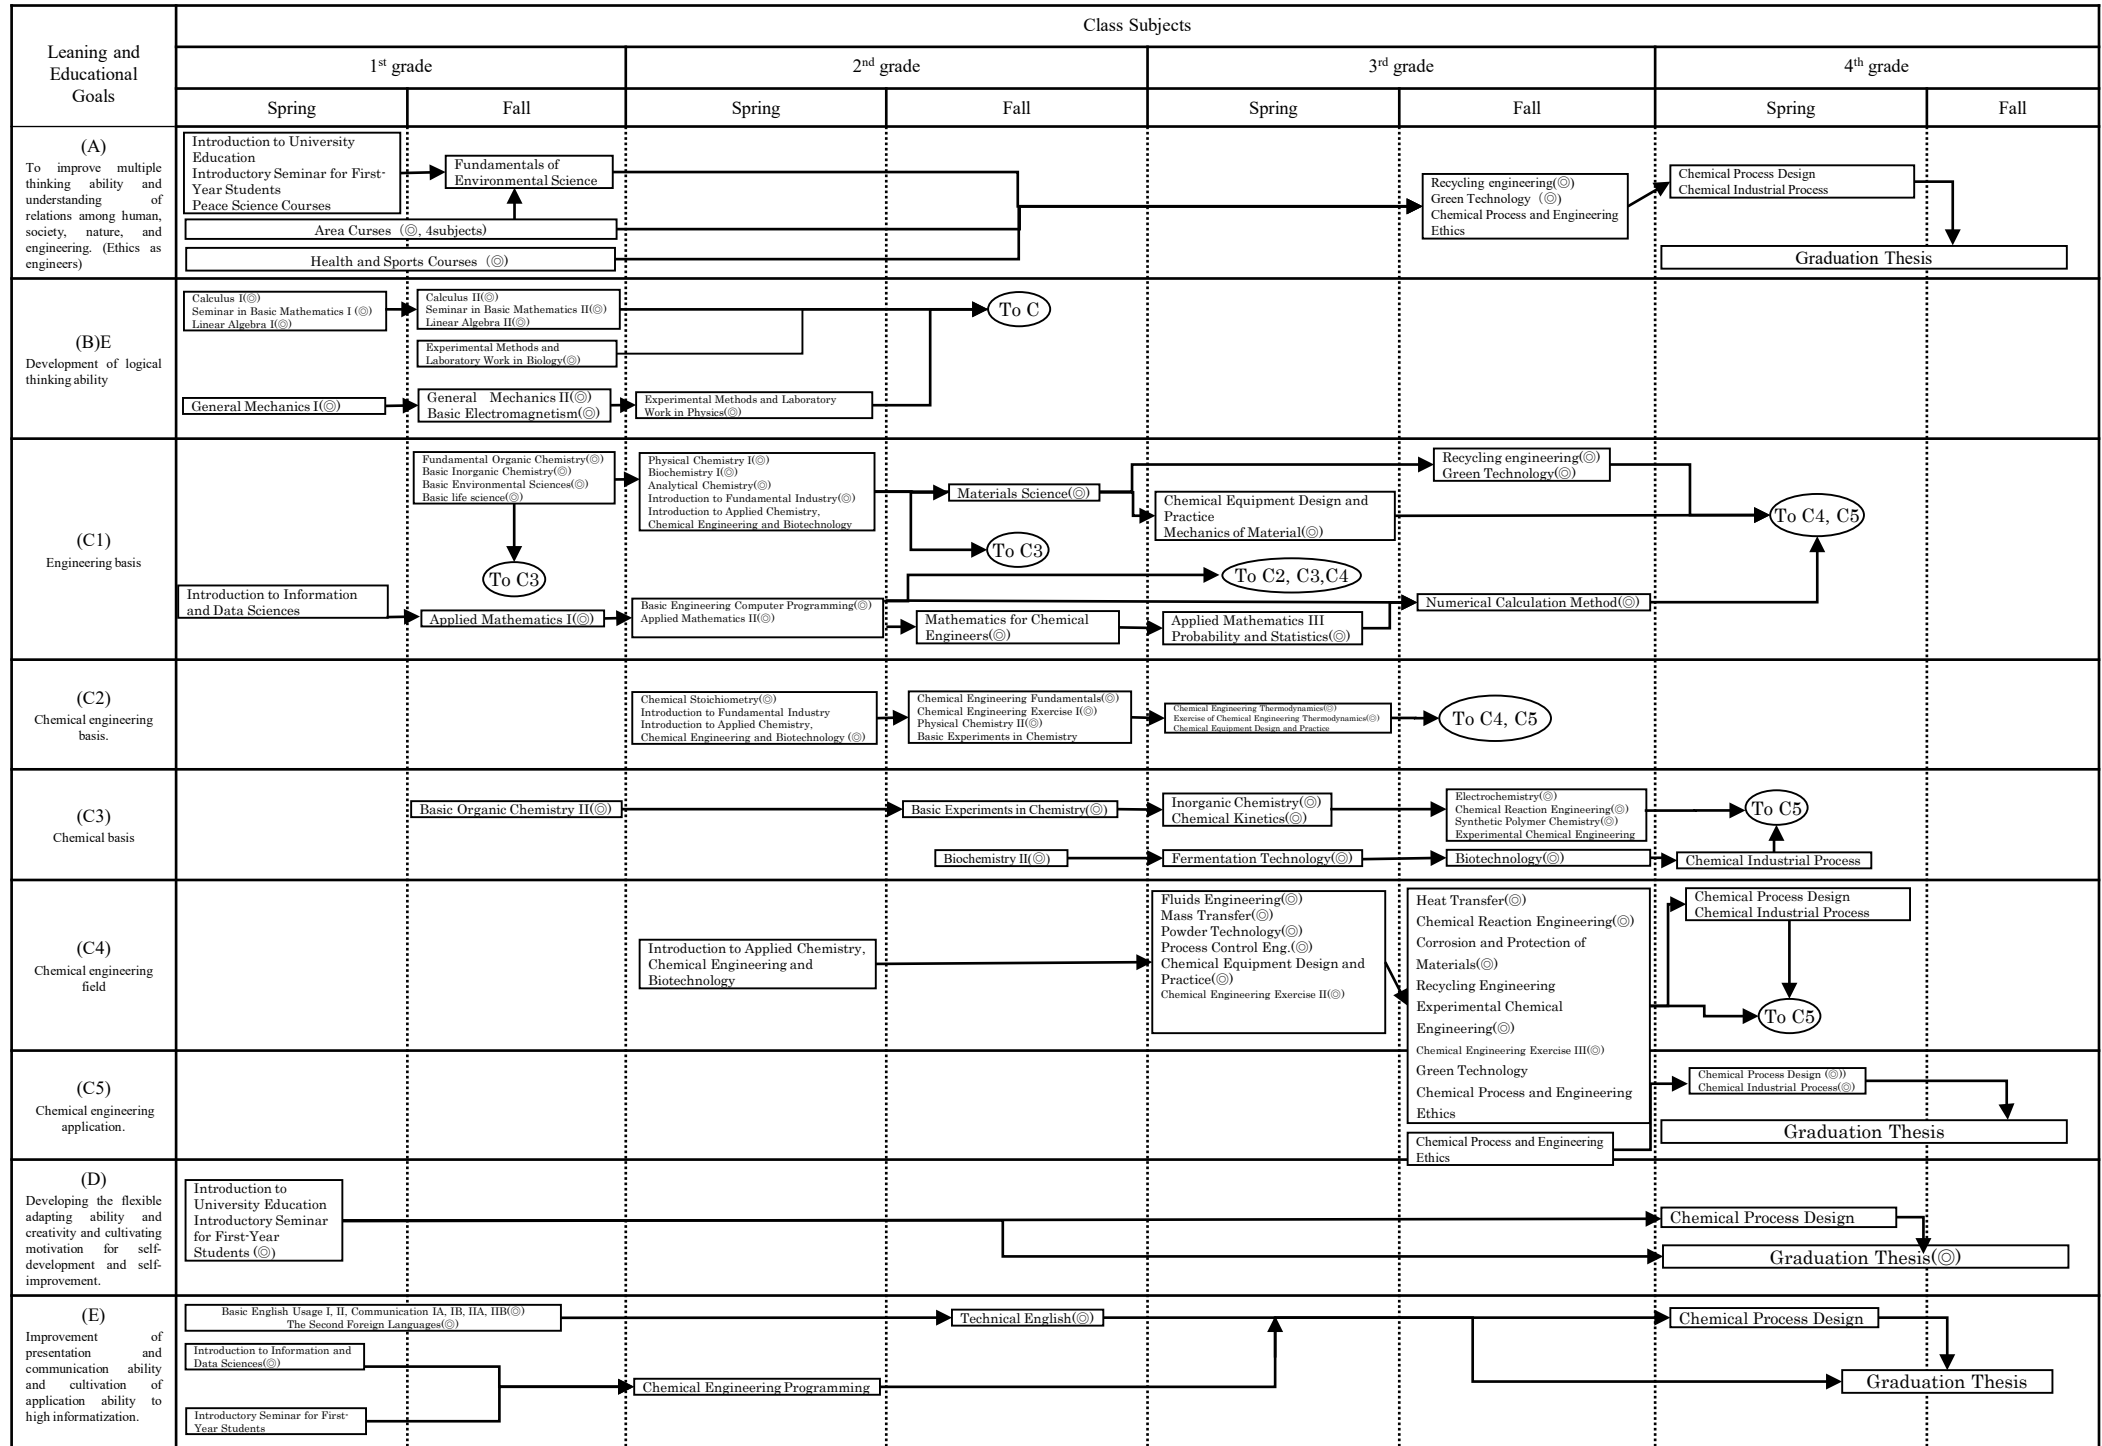 Leaning and
Educational
Goals
Class Subjects
1st grade
2nd grade
3rd grade
4th grade
Spring
Fall
Spring
Fall
Spring
Fall
Spring
Fall
(A)
To improve multiple
thinking ability and
understanding of
relations among human,
society, nature, and
engineering. (Ethics as
engineers)
Introduction to University
Education
Introductory Seminar for First-
Year Students
Peace Science Courses
Fundamentals of
Environmental Science
Area Curses (◎, 4subjects)
Health and Sports Courses (◎)
Recycling engineering(◎)
Green Technology (◎)
Chemical Process and Engineering
Ethics
Chemical Process Design
Chemical Industrial Process
Graduation Thesis
(B)E
Development of logical
thinking ability
Calculus I(◎)
Seminar in Basic Mathematics I (◎)
Linear Algebra I(◎)
Calculus II(◎)
Seminar in Basic Mathematics II(◎)
Linear Algebra II(◎)
To C
Experimental Methods and
Laboratory Work in Biology(◎)
General Mechanics I(◎)
General Mechanics II(◎)
Basic Electromagnetism(◎)
Experimental Methods and Laboratory
Work in Physics(◎)
(C1)
Engineering basis
Fundamental Organic Chemistry(◎)
Basic Inorganic Chemistry(◎)
Basic Environmental Sciences(◎)
Basic life science(◎)
To C3
Physical Chemistry I(◎)
Biochemistry I(◎)
Analytical Chemistry(◎)
Introduction to Fundamental Industry(◎)
Introduction to Applied Chemistry,
Chemical Engineering and Biotechnology
Materials Science(◎)
To C3
Chemical Equipment Design and
Practice
Mechanics of Material(◎)
Recycling engineering(◎)
Green Technology(◎)
To C4, C5
To C2, C3,C4
Introduction to Information
and Data Sciences
Applied Mathematics I(◎)
Basic Engineering Computer Programming(◎)
Applied Mathematics II(◎)
Mathematics for Chemical
Engineers(◎)
Applied Mathematics III
Probability and Statistics(◎)
Numerical Calculation Method(◎)
(C2)
Chemical engineering
basis.
Chemical Stoichiometry(◎)
Introduction to Fundamental Industry
Introduction to Applied Chemistry,
Chemical Engineering and Biotechnology (◎)
Chemical Engineering Fundamentals(◎)
Chemical Engineering Exercise I(◎)
Physical Chemistry II(◎)
Basic Experiments in Chemistry
Chemical Engineering Thermodynamics(◎)
Exercise of Chemical Engineering Thermodynamics(◎)
Chemical Equipment Design and Practice
To C4, C5
(C3)
Chemical basis
Basic Organic Chemistry II(◎)
Basic Experiments in Chemistry(◎)
Inorganic Chemistry(◎)
Chemical Kinetics(◎)
Electrochemistry(◎)
Chemical Reaction Engineering(◎)
Synthetic Polymer Chemistry(◎)
Experimental Chemical Engineering
To C5
Biochemistry II(◎)
Fermentation Technology(◎)
Biotechnology(◎)
Chemical Industrial Process
(C4)
Chemical engineering
field
Introduction to Applied Chemistry,
Chemical Engineering and
Biotechnology
Fluids Engineering(◎)
Mass Transfer(◎)
Powder Technology(◎)
Process Control Eng.(◎)
Chemical Equipment Design and
Practice(◎)
Chemical Engineering Exercise II(◎)
Heat Transfer(◎)
Chemical Reaction Engineering(◎)
Corrosion and Protection of
Materials(◎)
Recycling Engineering
Experimental Chemical
Engineering(◎)
Chemical Engineering Exercise III(◎)
Green Technology
Chemical Process and Engineering
Ethics
Chemical Process Design
Chemical Industrial Process
To C5
(C5)
Chemical engineering
application.
Chemical Process and Engineering
Ethics
Chemical Process Design (◎))
Chemical Industrial Process(◎)
Graduation Thesis
(D)
Developing the flexible
adapting ability and
creativity and cultivating
motivation for self-
development and self-
improvement.
Introduction to
University Education
Introductory Seminar
for First-Year
Students (◎)
Chemical Process Design
Graduation Thesis(◎)
(E)
Improvement of
presentation and
communication ability
and cultivation of
application ability to
high informatization.
Basic English Usage I, II, Communication IA, IB, IIA, IIB(◎)
The Second Foreign Languages(◎)
Technical English(◎)
Chemical Process Design
Introduction to Information and
Data Sciences(◎)
Chemical Engineering Programming
Graduation Thesis
Introductory Seminar for First-
Year Students